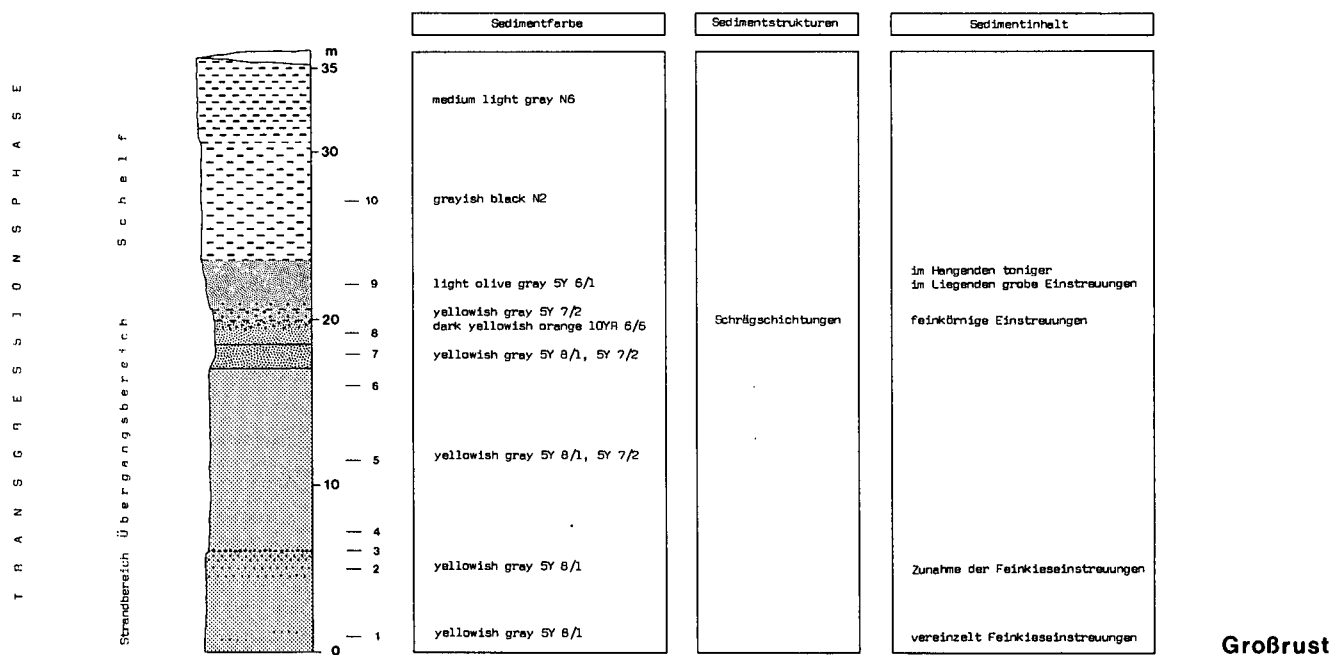 Sedimentfarbe
Sedimentstrukturen
Sedimentinhalt
TRANSGRESSIONSPHASE
Strandbereich Übergangsbereich Schelf
m
35
30
20
10
0
10
9
8
7
6
5
4
3
2
1
medium light gray N6
grayish black N2
light olive gray 5Y 6/1
yellowish gray 5Y 7/2
dark yellowish orange 10YR 6/6
yellowish gray 5Y 8/1, 5Y 7/2
yellowish gray 5Y 8/1, 5Y 7/2
yellowish gray 5Y 8/1
yellowish gray 5Y 8/1
Schrägschichtungen
im Hangenden toniger
im Liegenden grobe Einstreuungen
feinkörnige Einstreuungen
Zunahme der Feinkieseinstreuungen
vereinzelt Feinkieseinstreuungen
Großrust